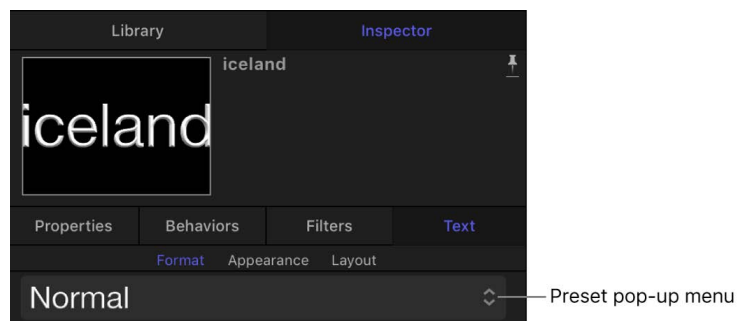 Library Inspector
iceland
iceland
Properties Behaviors Filters Text
Format Appearance Layout
Normal
Preset pop-up menu